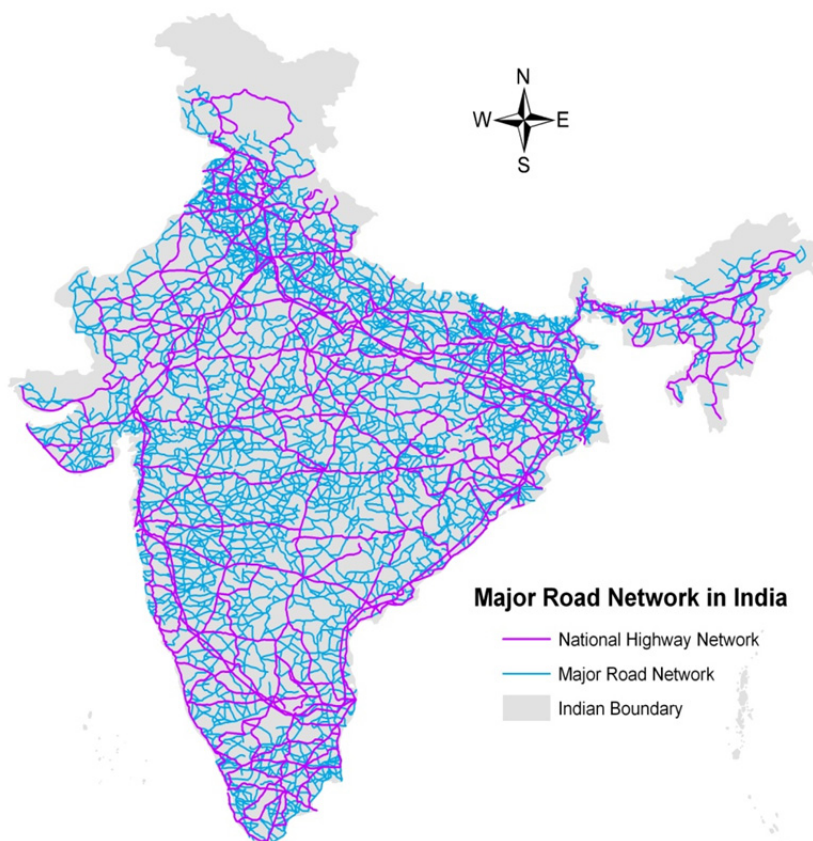 N
W E
S
Major Road Network in India
National Highway Network
Major Road Network
Indian Boundary